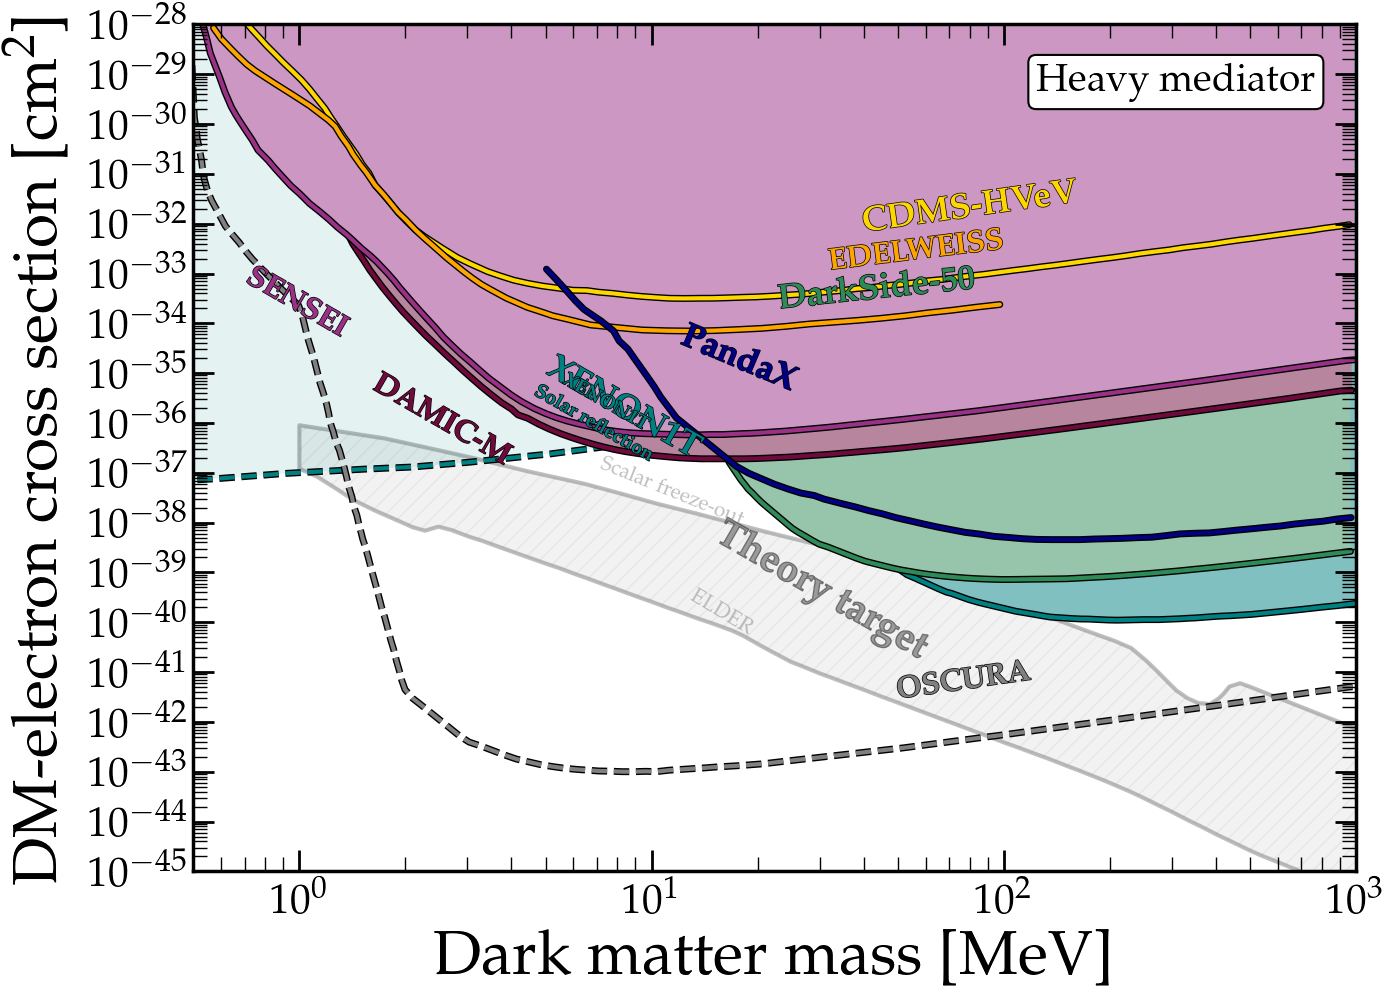 DM-electron cross section [cm²]
10⁻²⁸
10⁻²⁹
10⁻³⁰
10⁻³¹
10⁻³²
10⁻³³
10⁻³⁴
10⁻³⁵
10⁻³⁶
10⁻³⁷
10⁻³⁸
10⁻³⁹
10⁻⁴⁰
10⁻⁴¹
10⁻⁴²
10⁻⁴³
10⁻⁴⁴
10⁻⁴⁵
Heavy mediator
CDMS-HVeV
EDELWEISS
DarkSide-50
SENSEI
PandaX
XENON1T
XENON1T
Solar reflection
DAMIC-M
Scalar freeze-out
Theory target
ELDER
OSCURA
10⁰
10¹
10²
10³
Dark matter mass [MeV]